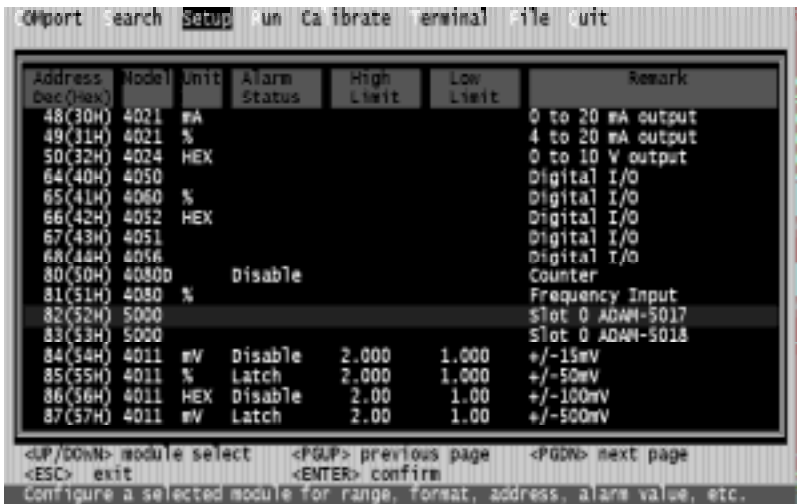 COMport Search Setup Run Calibrate Terminal File Quit
Address Model Unit Alarm High Low Remark
Dec(Hex) Status Limit Limit
48(30H) 4021 mA 0 to 20 mA output
49(31H) 4021 % 4 to 20 mA output
50(32H) 4024 HEX 0 to 10 V output
64(40H) 4050 Digital I/O
65(41H) 4060 % Digital I/O
66(42H) 4052 HEX Digital I/O
67(43H) 4051 Digital I/O
68(44H) 4056 Digital I/O
80(50H) 4080D Disable Counter
81(51H) 4080 % Frequency Input
82(52H) 5000 Slot 0 ADAM-5017
83(53H) 5000 Slot 0 ADAM-5018
84(54H) 4011 mV Disable 2.000 1.000 +/-15mV
85(55H) 4011 % Latch 2.000 1.000 +/-50mV
86(56H) 4011 HEX Disable 2.00 1.00 +/-100mV
87(57H) 4011 mV Latch 2.00 1.00 +/-500mV
<UP/DOWN> module select <PGUP> previous page <PGDN> next page
<ESC> exit <ENTER> confirm
Configure a selected module for range, format, address, alarm value, etc.